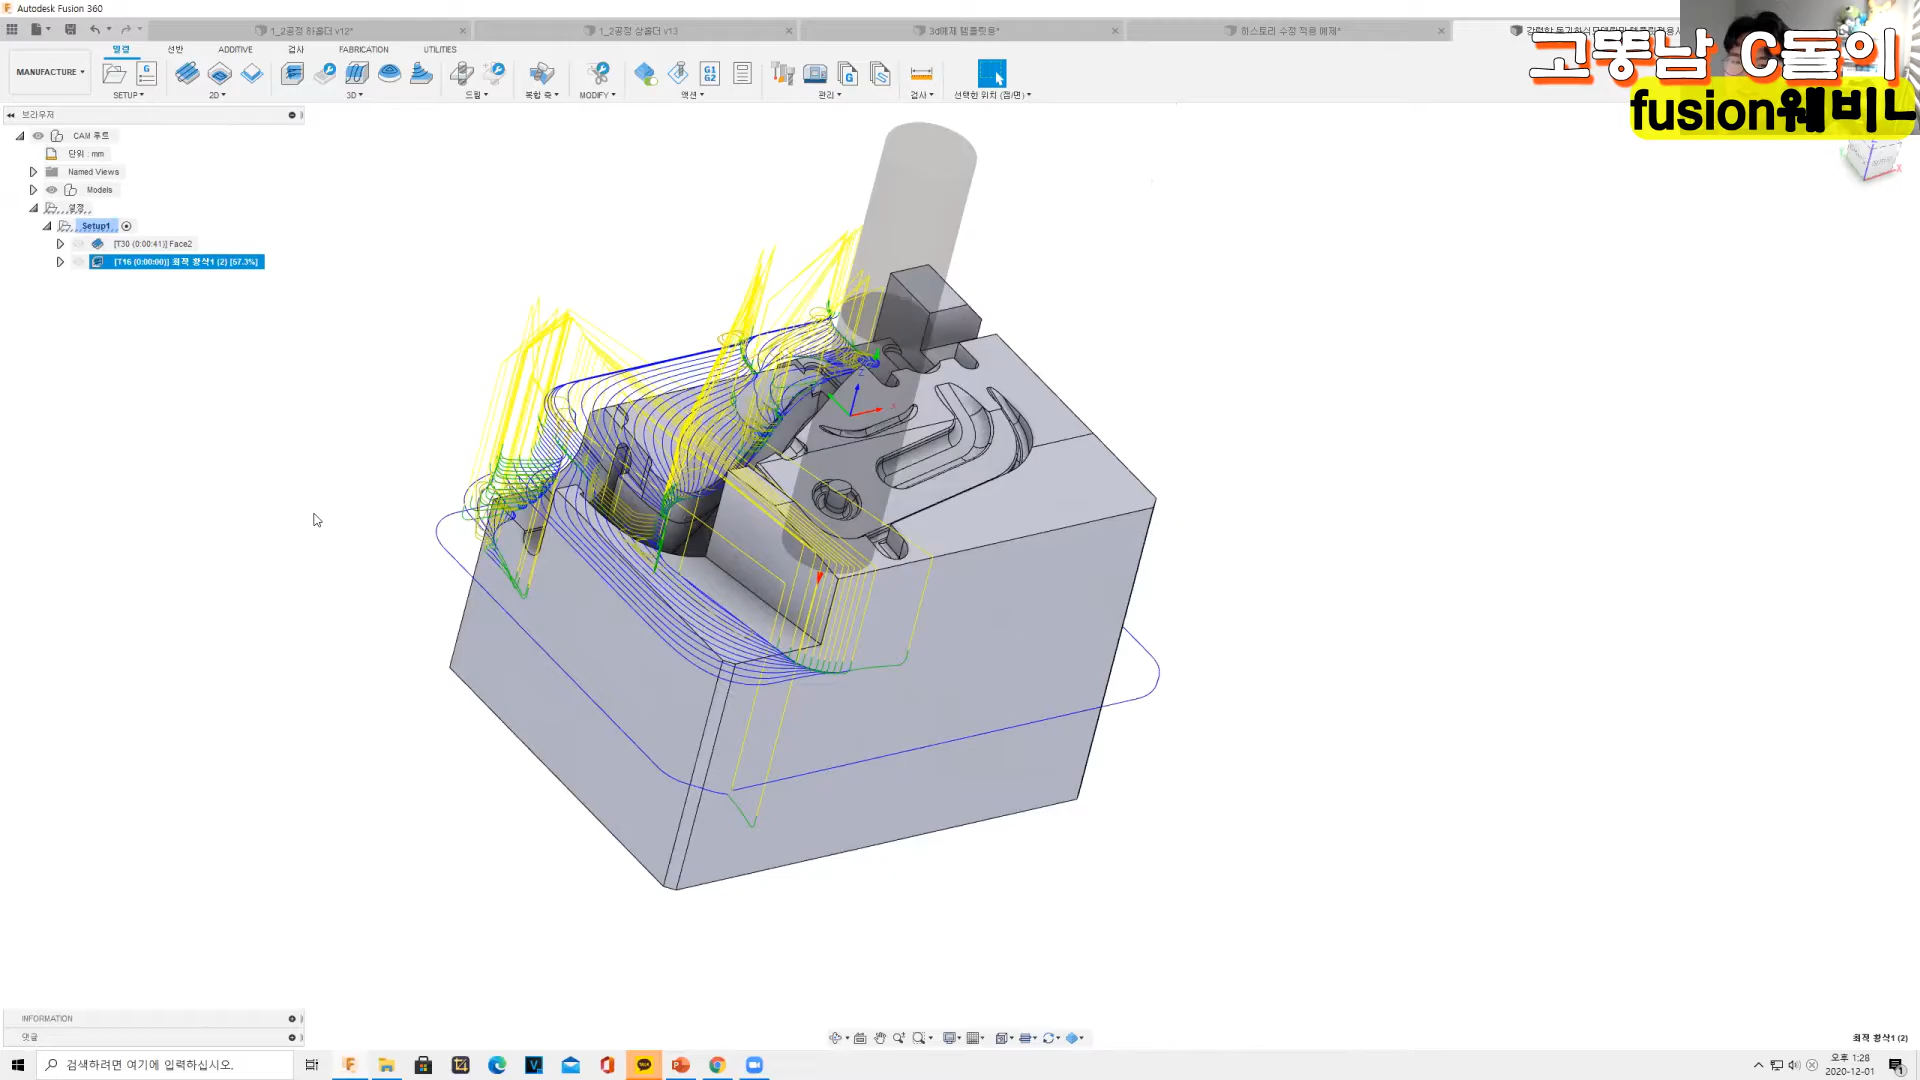 Autodesk Fusion 360
1_2공정 하홀더 v12*
1_2공정 상홀더 v13
3d예제 템플릿용*
히스토리 수정 적용 예제*
고뚱남 C돌이
fusion웨비나
밀링
선반
ADDITIVE
검사
FABRICATION
UTILITIES
MANUFACTURE
SETUP
2D
3D
드릴
복합 축
MODIFY
액션
관리
검사
선택한 위치 (점/면)
브라우저
CAM 루트
단위 : mm
Named Views
Models
설정
Setup1
[T30 (0:00:41)] Face2
[T16 (0:00:00)] 최적 황삭1 (2) [57.3%]
INFORMATION
댓글
최적 황삭1 (2)
검색하려면 여기에 입력하십시오.
오후 1:28
2020-12-01